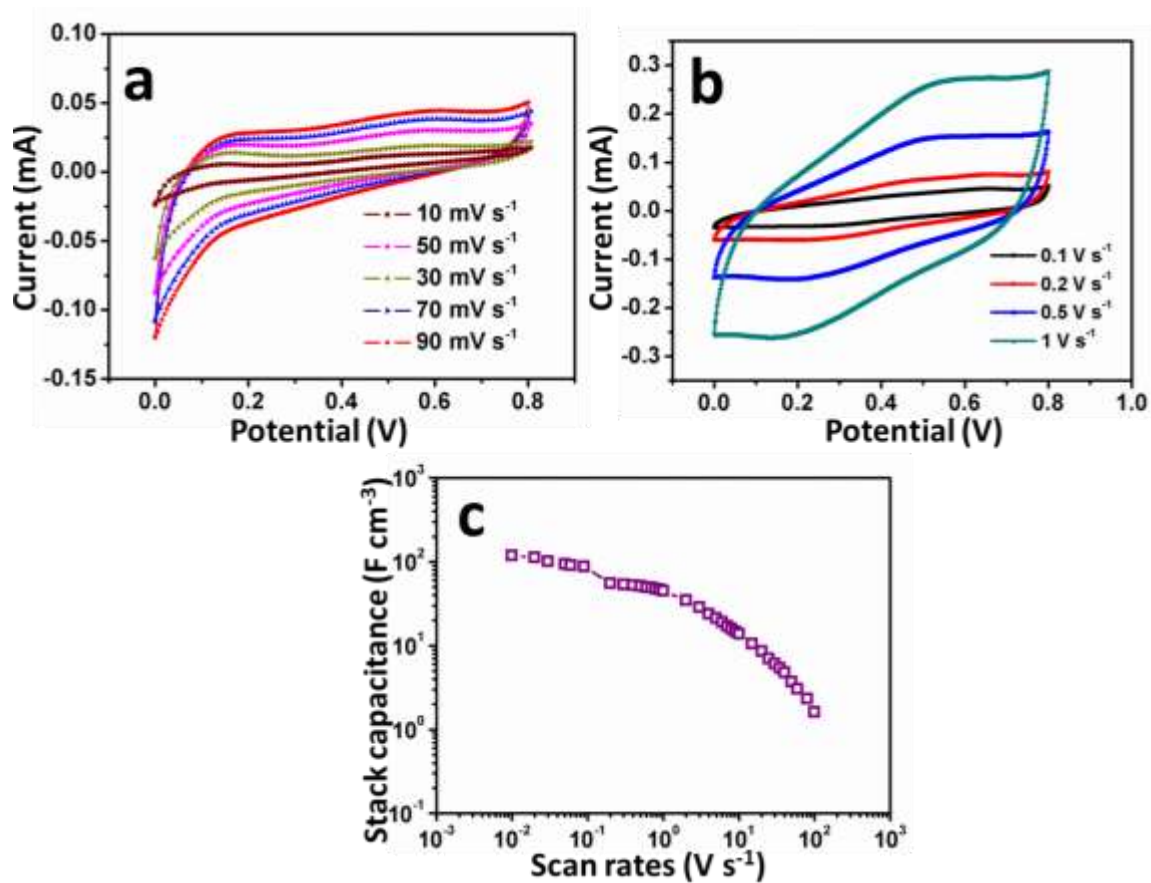 a
Current (mA)
0.10
0.05
0.00
-0.05
-0.10
-0.15
10 mV s⁻¹
50 mV s⁻¹
30 mV s⁻¹
70 mV s⁻¹
90 mV s⁻¹
0.0 0.2 0.4 0.6 0.8
Potential (V)
b
Current (mA)
0.3
0.2
0.1
0.0
-0.1
-0.2
-0.3
0.1 V s⁻¹
0.2 V s⁻¹
0.5 V s⁻¹
1 V s⁻¹
0.0 0.2 0.4 0.6 0.8 1.0
Potential (V)
c
Stack capacitance (F cm⁻³)
10³
10²
10¹
10⁰
10⁻¹
10⁻³ 10⁻² 10⁻¹ 10⁰ 10¹ 10² 10³
Scan rates (V s⁻¹)